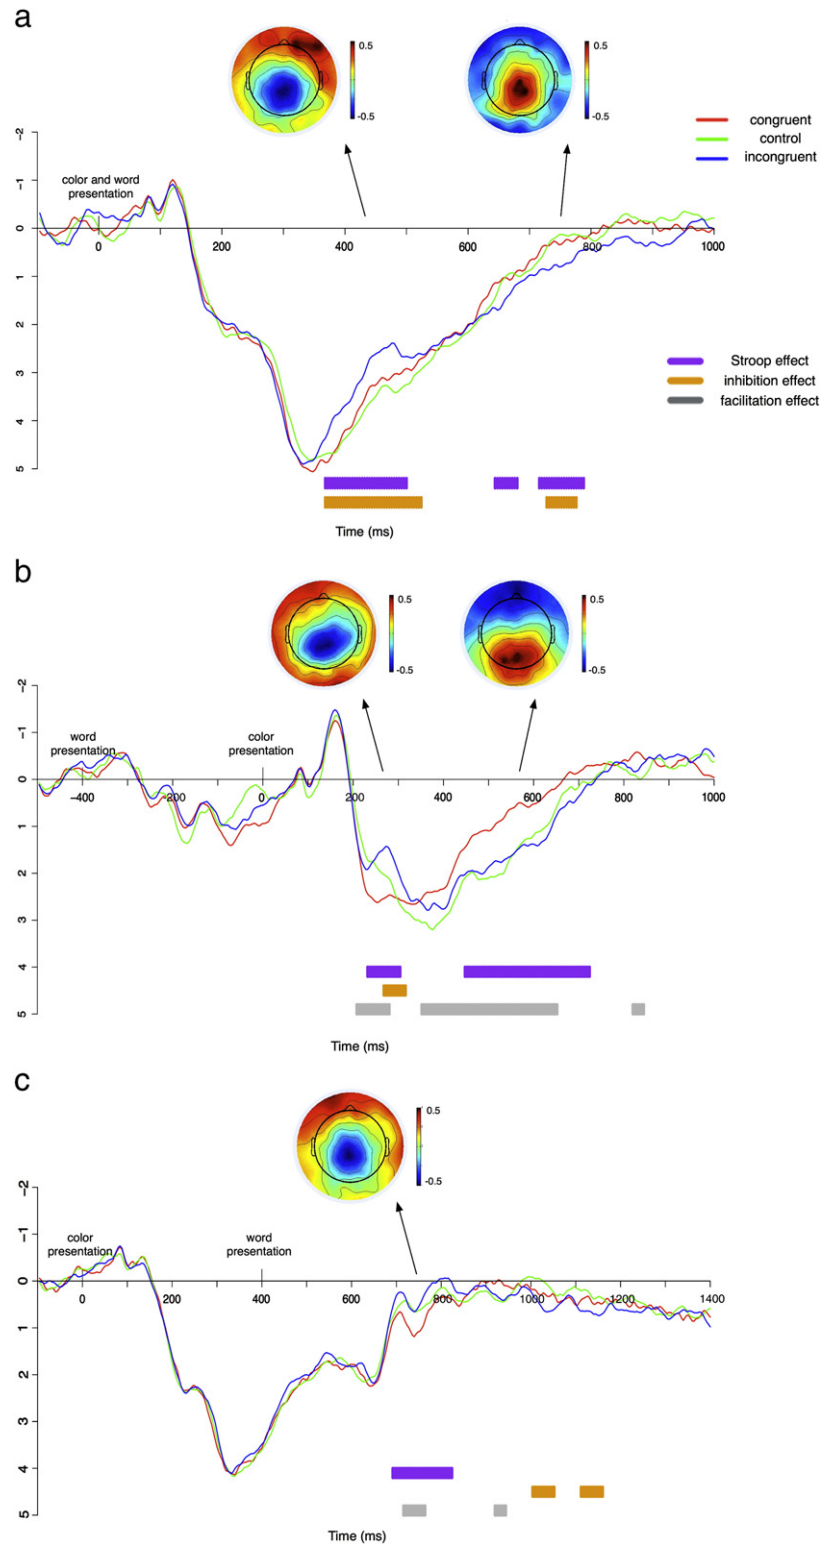 a
0.5
-0.5
0.5
-0.5
congruent
control
incongruent
-2
-1
0
1
2
3
4
5
color and word
presentation
0
200
400
600
800
1000
Stroop effect
inhibition effect
facilitation effect
Time (ms)
b
0.5
-0.5
0.5
-0.5
-2
-1
0
1
2
3
4
5
word
presentation
color
presentation
-400
-200
0
200
400
600
800
1000
Time (ms)
c
0.5
-0.5
-2
-1
0
1
2
3
4
5
color
presentation
word
presentation
0
200
400
600
800
1000
1200
1400
Time (ms)